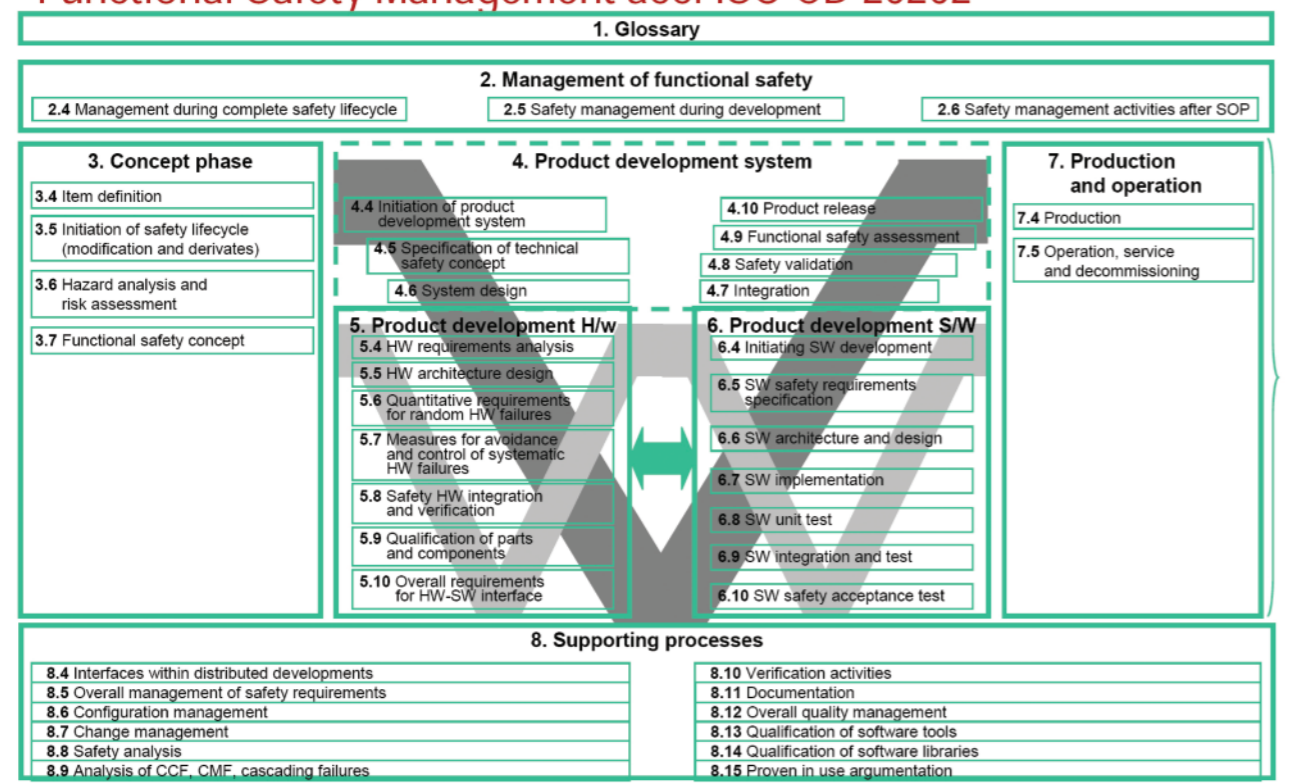 Functional Safety Management acc. ISO CD 26262
1. Glossary
2. Management of functional safety
2.4 Management during complete safety lifecycle
2.5 Safety management during development
2.6 Safety management activities after SOP
3. Concept phase
3.4 Item definition
3.5 Initiation of safety lifecycle
(modification and derivates)
3.6 Hazard analysis and
risk assessment
3.7 Functional safety concept
4. Product development system
4.4 Initiation of product
development system
4.5 Specification of technical
safety concept
4.6 System design
4.10 Product release
4.9 Functional safety assessment
4.8 Safety validation
4.7 Integration
5. Product development H/w
5.4 HW requirements analysis
5.5 HW architecture design
5.6 Quantitative requirements
for random HW failures
5.7 Measures for avoidance
and control of systematic
HW failures
5.8 Safety HW integration
and verification
5.9 Qualification of parts
and components
5.10 Overall requirements
for HW-SW interface
6. Product development S/W
6.4 Initiating SW development
6.5 SW safety requirements
specification
6.6 SW architecture and design
6.7 SW implementation
6.8 SW unit test
6.9 SW integration and test
6.10 SW safety acceptance test
7. Production
and operation
7.4 Production
7.5 Operation, service
and decommissioning
8. Supporting processes
8.4 Interfaces within distributed developments
8.5 Overall management of safety requirements
8.6 Configuration management
8.7 Change management
8.8 Safety analysis
8.9 Analysis of CCF, CMF, cascading failures
8.10 Verification activities
8.11 Documentation
8.12 Overall quality management
8.13 Qualification of software tools
8.14 Qualification of software libraries
8.15 Proven in use argumentation